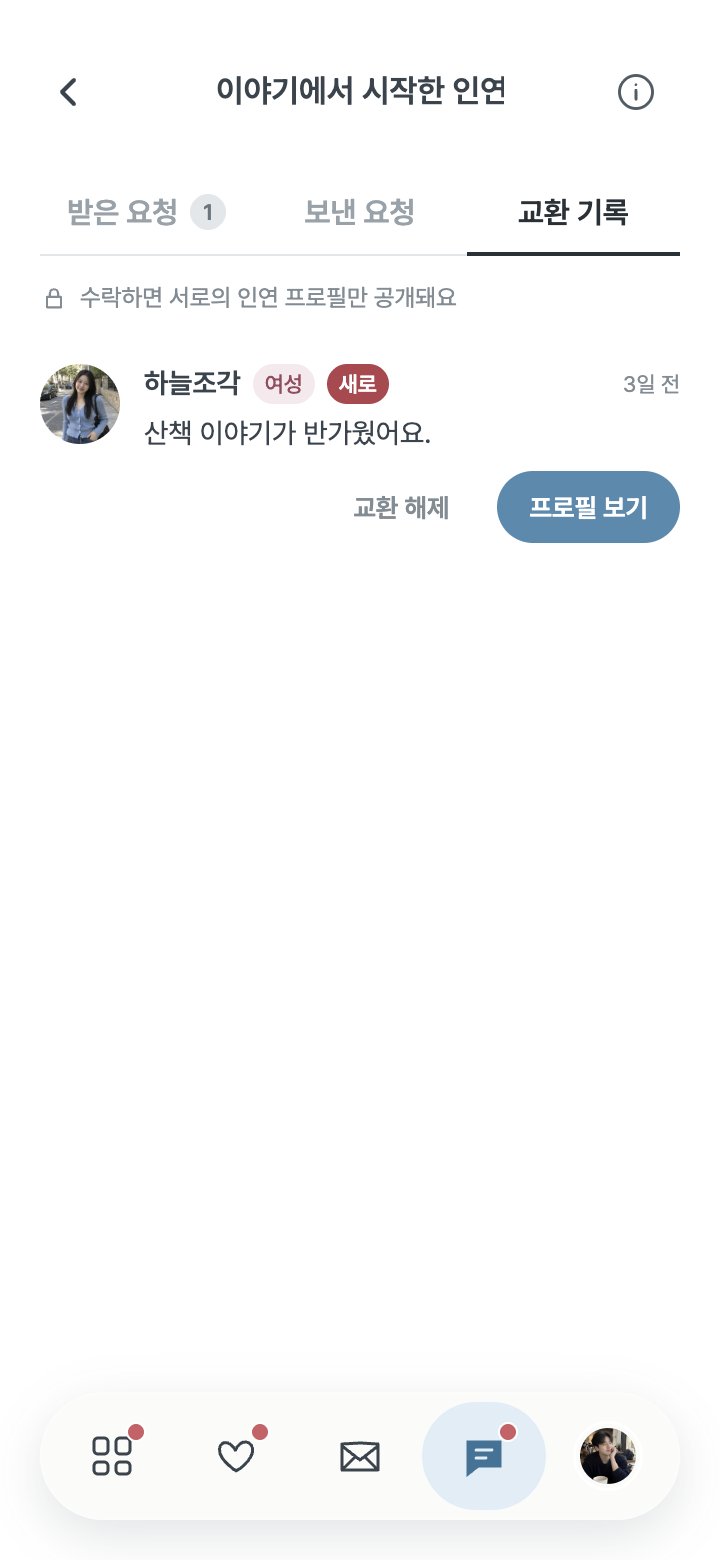 이야기에서 시작한 인연
받은 요청 1 보낸 요청 교환 기록
수락하면 서로의 인연 프로필만 공개돼요
하늘조각 여성 새로 3일 전
산책 이야기가 반가웠어요.
교환 해제 프로필 보기